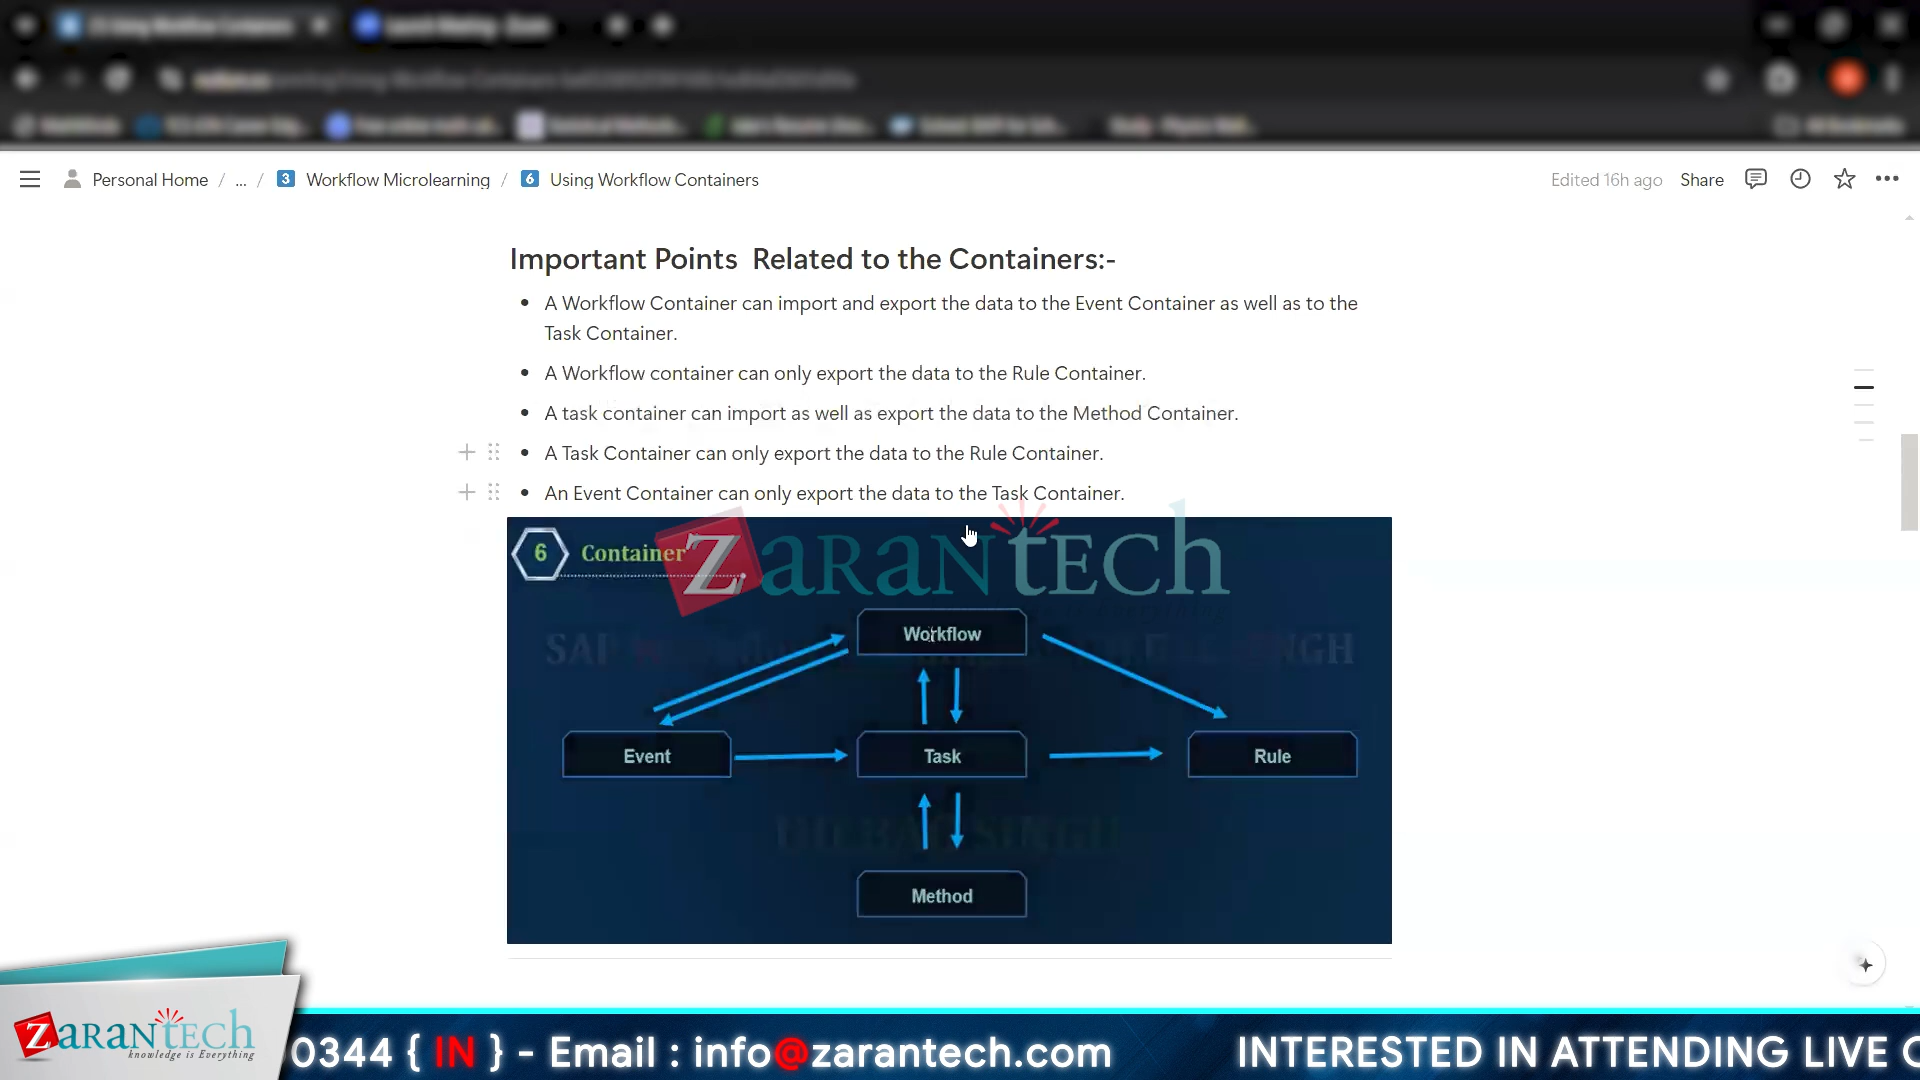 Personal Home / ... / 3 Workflow Microlearning / 6 Using Workflow Containers
Edited 16h ago Share
Important Points Related to the Containers:-
• A Workflow Container can import and export the data to the Event Container as well as to the
Task Container.
• A Workflow container can only export the data to the Rule Container.
• A task container can import as well as export the data to the Method Container.
• A Task Container can only export the data to the Rule Container.
• An Event Container can only export the data to the Task Container.
6 Container
ZARANTECH
Workflow
Event
Task
Rule
Method
ZARANTECH
knowledge is Everything
0344 { IN } - Email : info@zarantech.com
INTERESTED IN ATTENDING LIVE